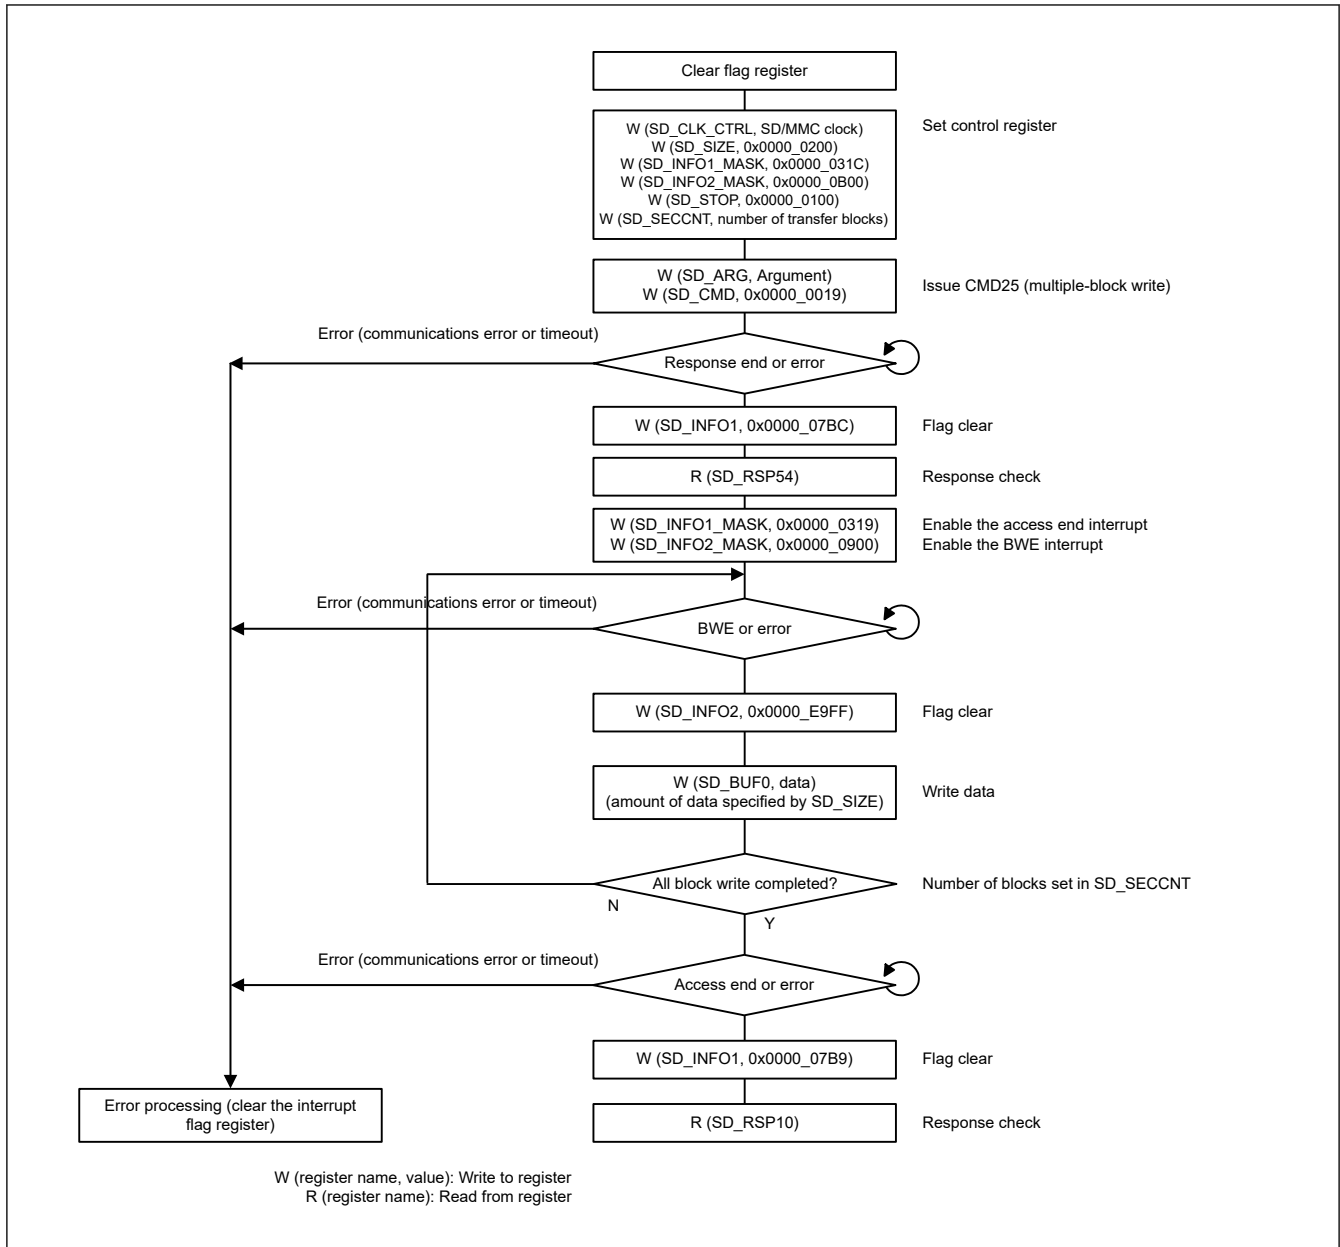 Clear flag register
W (SD_CLK_CTRL, SD/MMC clock)
Set control register
W (SD_SIZE, 0x0000_0200)
W (SD_INFO1_MASK, 0x0000_031C)
W (SD_INFO2_MASK, 0x0000_0B00)
W (SD_STOP, 0x0000_0100)
W (SD_SECCNT, number of transfer blocks)
W (SD_ARG, Argument)
W (SD_CMD, 0x0000_0019)
Issue CMD25 (multiple-block write)
Error (communications error or timeout)
Response end or error
W (SD_INFO1, 0x0000_07BC)
Flag clear
R (SD_RSP54)
Response check
W (SD_INFO1_MASK, 0x0000_0319)
Enable the access end interrupt
W (SD_INFO2_MASK, 0x0000_0900)
Enable the BWE interrupt
Error (communications error or timeout)
BWE or error
W (SD_INFO2, 0x0000_E9FF)
Flag clear
W (SD_BUF0, data)
(amount of data specified by SD_SIZE)
Write data
All block write completed?
Number of blocks set in SD_SECCNT
N
Y
Error (communications error or timeout)
Access end or error
W (SD_INFO1, 0x0000_07B9)
Flag clear
Error processing (clear the interrupt
flag register)
R (SD_RSP10)
Response check
W (register name, value): Write to register
R (register name): Read from register